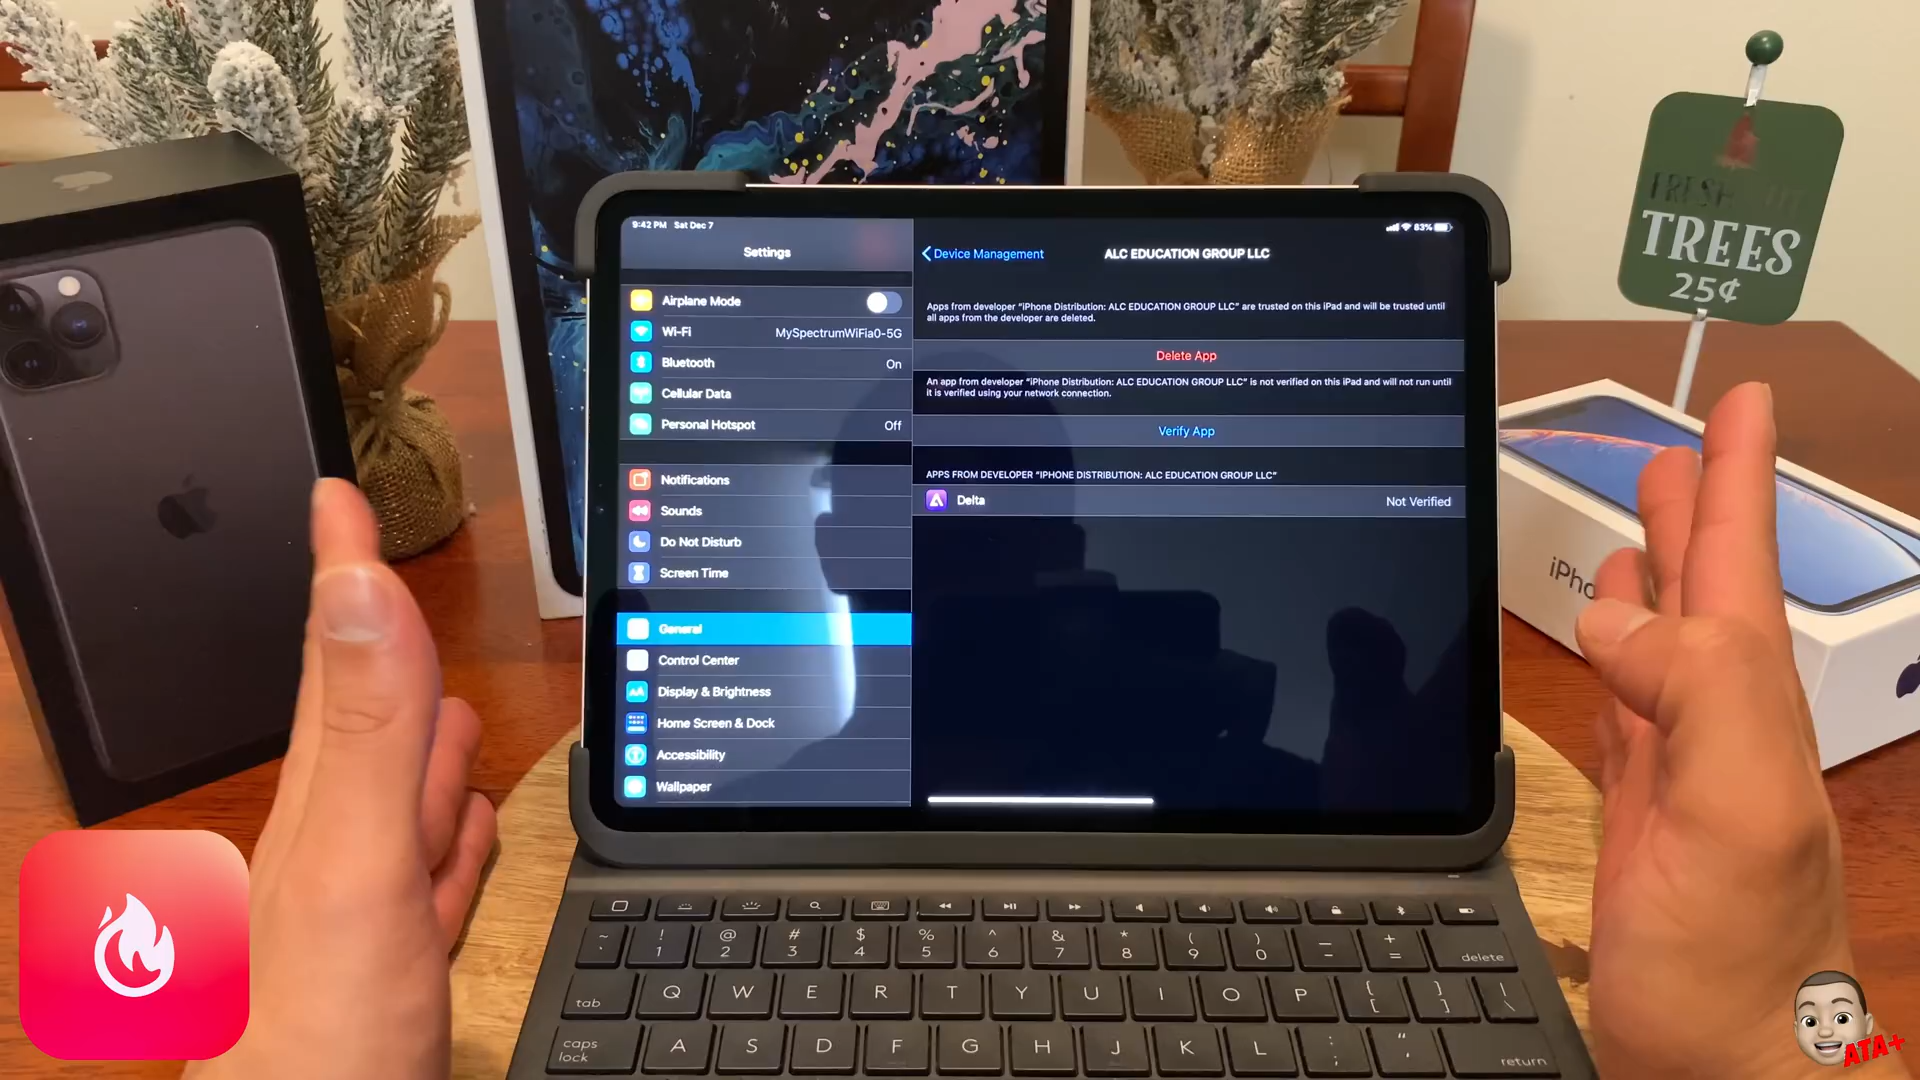 FRESH
TREES
25¢
9:42 PM Sat Dec 7
83%
Settings
Airplane Mode
Wi-Fi
MySpectrumWiFia0-5G
Bluetooth
On
Cellular Data
Personal Hotspot
Off
Notifications
Sounds
Do Not Disturb
Screen Time
General
Control Center
Display & Brightness
Home Screen & Dock
Accessibility
Wallpaper
Device Management
ALC EDUCATION GROUP LLC
Apps from developer “iPhone Distribution: ALC EDUCATION GROUP LLC” are trusted on this iPad and will be trusted until
all apps from the developer are deleted.
Delete App
An app from developer “iPhone Distribution: ALC EDUCATION GROUP LLC” is not verified on this iPad and will not run until
it is verified using your network connection.
Verify App
APPS FROM DEVELOPER “IPHONE DISTRIBUTION: ALC EDUCATION GROUP LLC”
Delta
Not Verified
iPho
~ ! @ # $ % ^ & * ( ) _ +
` 1 2 3 4 5 6 7 8 9 0 - =
delete
tab Q W E R T Y U I O P { [ } ] | \
caps
lock
A S D F G H J K L : ; " ' return
ATA+